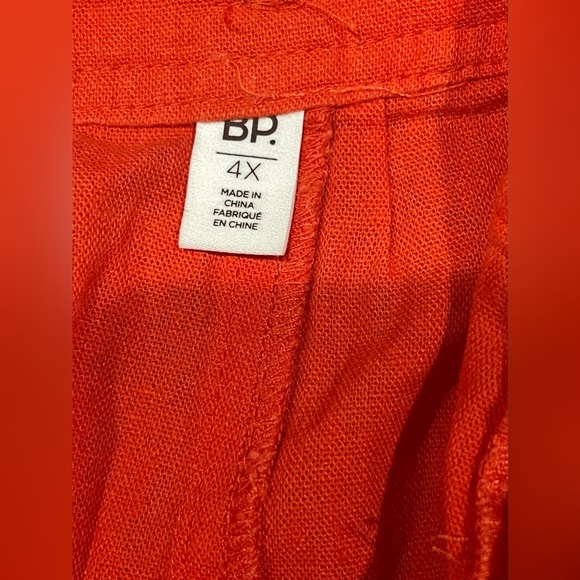 BP.
4X
MADE IN
CHINA
FABRIQUÉ
EN CHINE